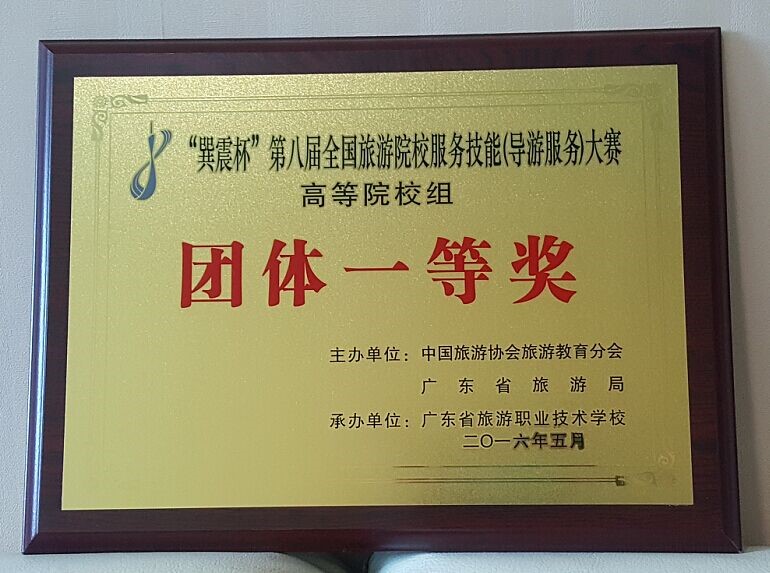 “巽震杯”第八届全国旅游院校服务技能(导游服务)大赛
高等院校组
团体一等奖
主办单位：中国旅游协会旅游教育分会
广东省旅游局
承办单位：广东省旅游职业技术学校
二〇一六年五月